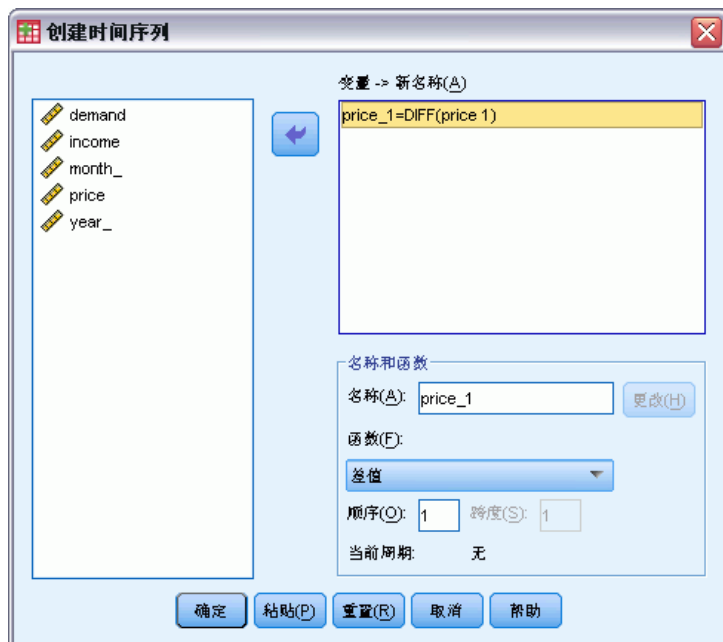 创建时间序列
变量 -> 新名称(A)
demand
income
month_
price
year_
price_1=DIFF(price 1)
名称和函数
名称(A): price_1 更改(H)
函数(F):
差值
顺序(O): 1 跨度(S): 1
当前周期: 无
确定 粘贴(P) 重置(R) 取消 帮助